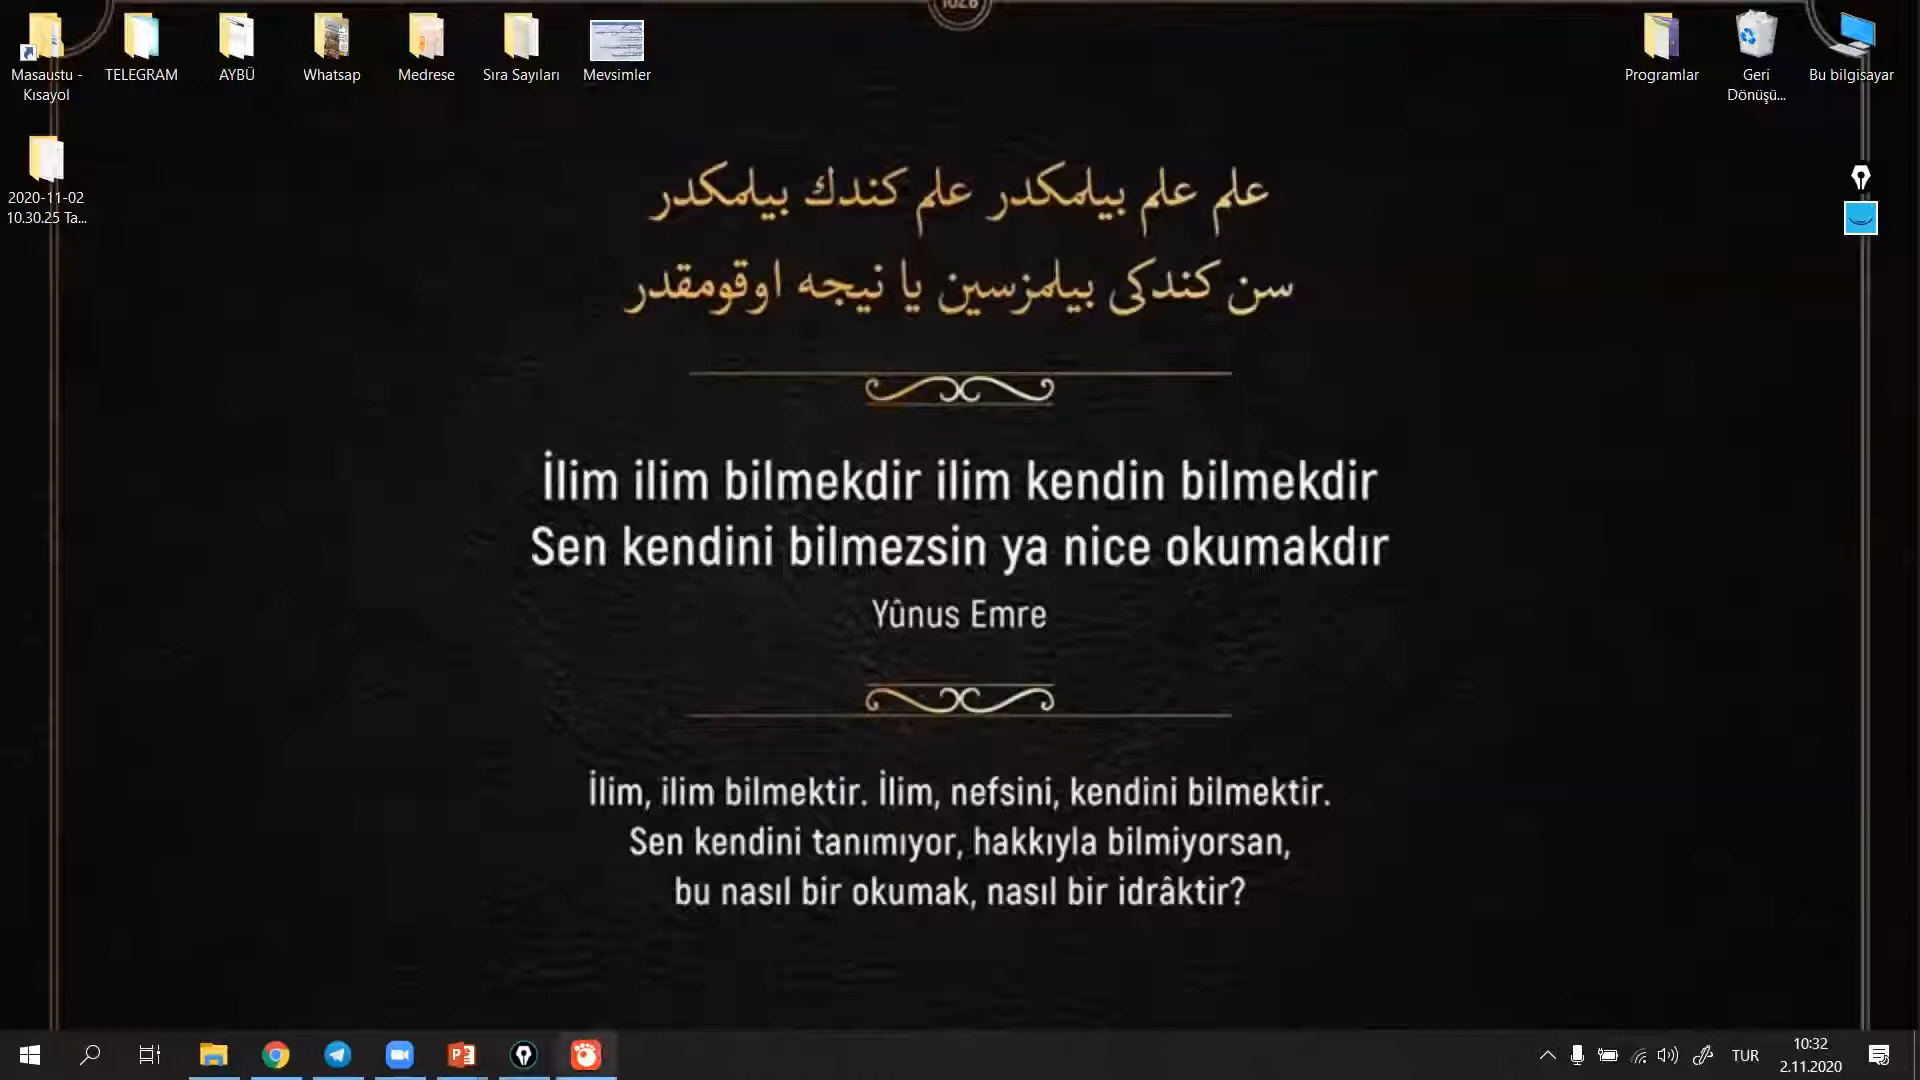 1028
Masaustu -
Kısayol
TELEGRAM
AYBÜ
Whatsap
Medrese
Sıra Sayıları
Mevsimler
Programlar
Geri
Dönüşü...
Bu bilgisayar
2020-11-02
10.30.25 Ta...
علم علم بيلمكدر علم كندك بيلمكدر
سن كندكى بيلمزسين يا نيجه اوقومقدر
İlim ilim bilmekdir ilim kendin bilmekdir
Sen kendini bilmezsin ya nice okumakdır
Yûnus Emre
İlim, ilim bilmektir. İlim, nefsini, kendini bilmektir.
Sen kendini tanımıyor, hakkıyla bilmiyorsan,
bu nasıl bir okumak, nasıl bir idrâktir?
TUR
10:32
2.11.2020